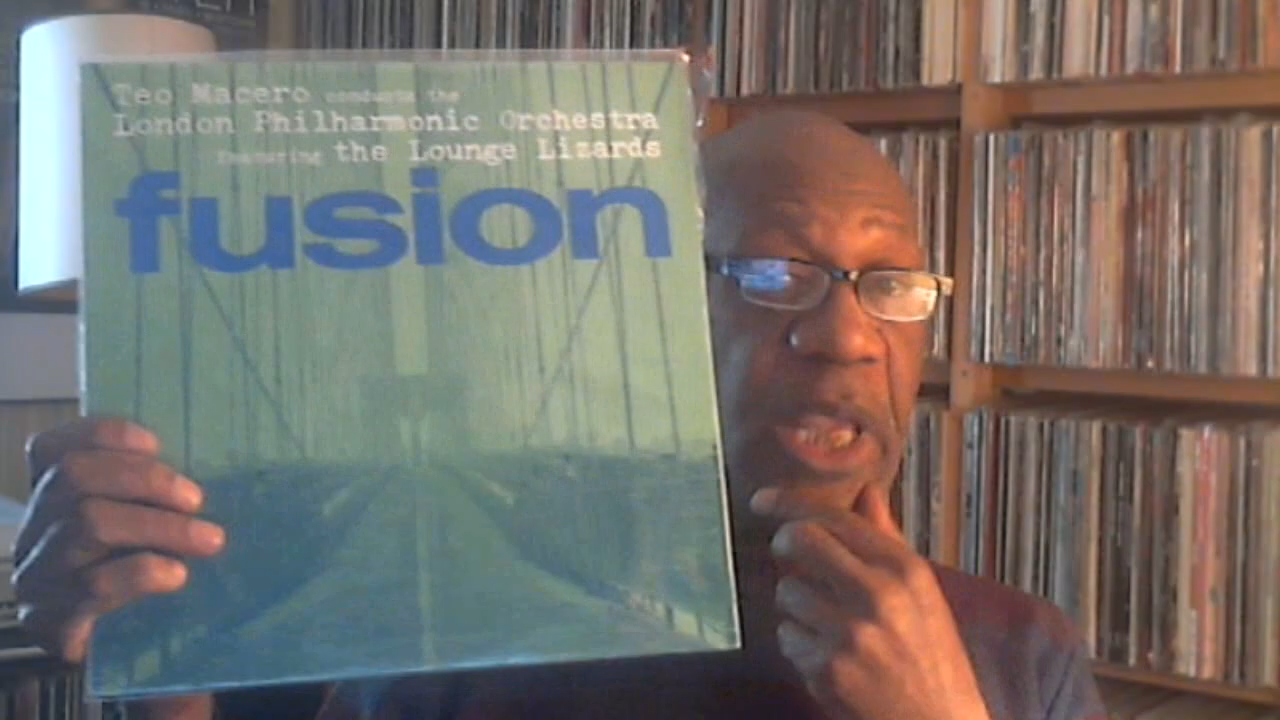 Teo Macero conducts the
London Philharmonic Orchestra
featuring the Lounge Lizards
fusion